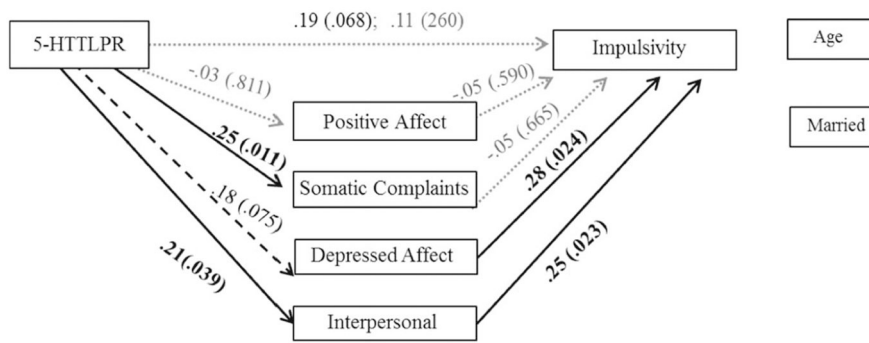 .19 (.068); .11 (260)
5-HTTLPR
Impulsivity
Age
-.03 (.811)
-.05 (.590)
Positive Affect
Married
.25 (.011)
-.05 (.665)
Somatic Complaints
.28 (.024)
.18 (.075)
Depressed Affect
.21(.039)
.25 (.023)
Interpersonal